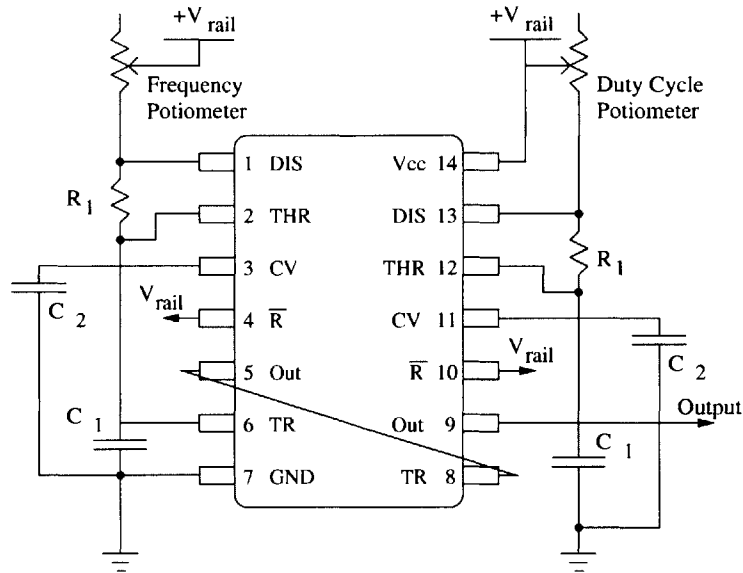 +V rail
+V rail
Frequency
Potiometer
Duty Cycle
Potiometer
1 DIS
Vcc 14
R 1
2 THR
DIS 13
R 1
3 CV
THR 12
C 2
V rail
4 R̅
CV 11
V rail
C 2
5 Out
R̅ 10
C 1
6 TR
Out 9
Output
C 1
7 GND
TR 8